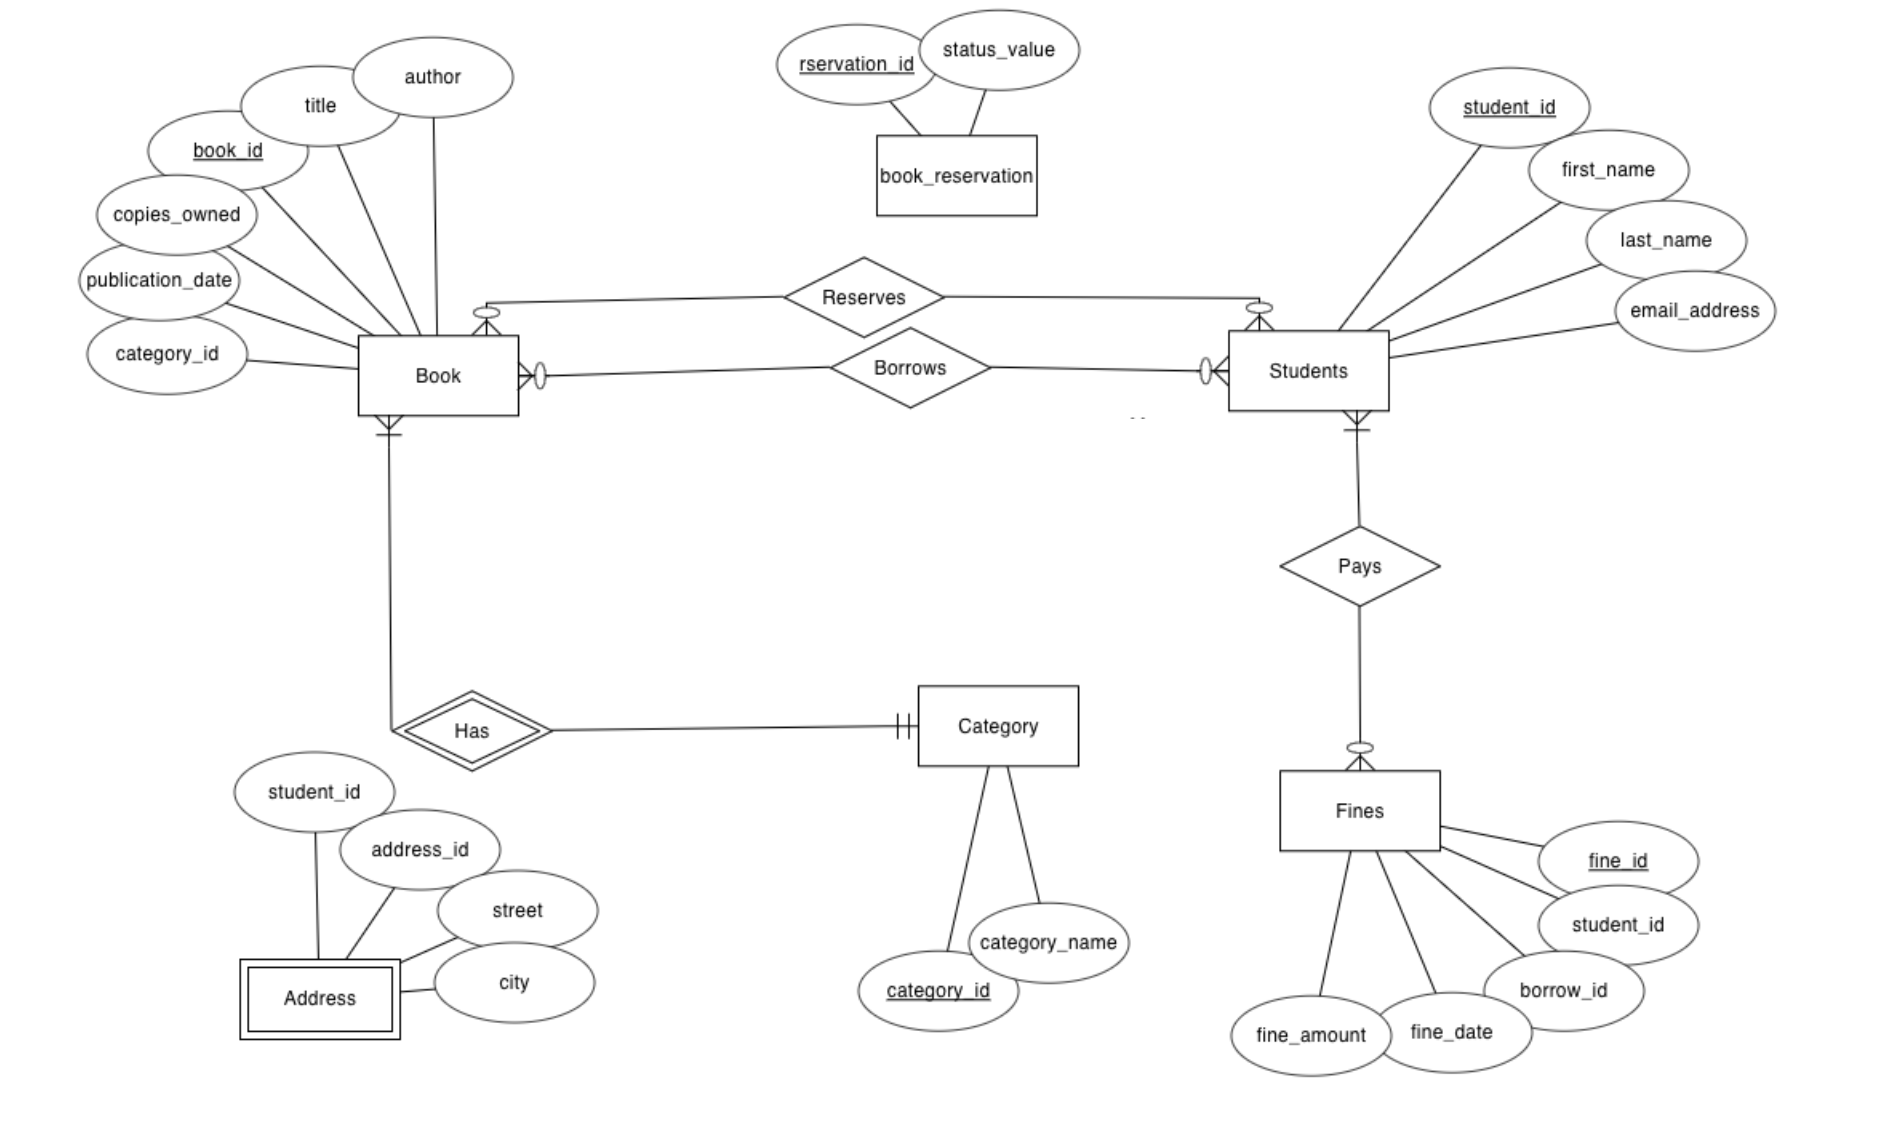 author
title
book_id
copies_owned
publication_date
category_id
Book
rservation_id
status_value
book_reservation
Reserves
Borrows
student_id
first_name
last_name
email_address
Students
Pays
Has
Category
category_name
category_id
student_id
address_id
street
city
Address
Fines
fine_id
student_id
borrow_id
fine_date
fine_amount